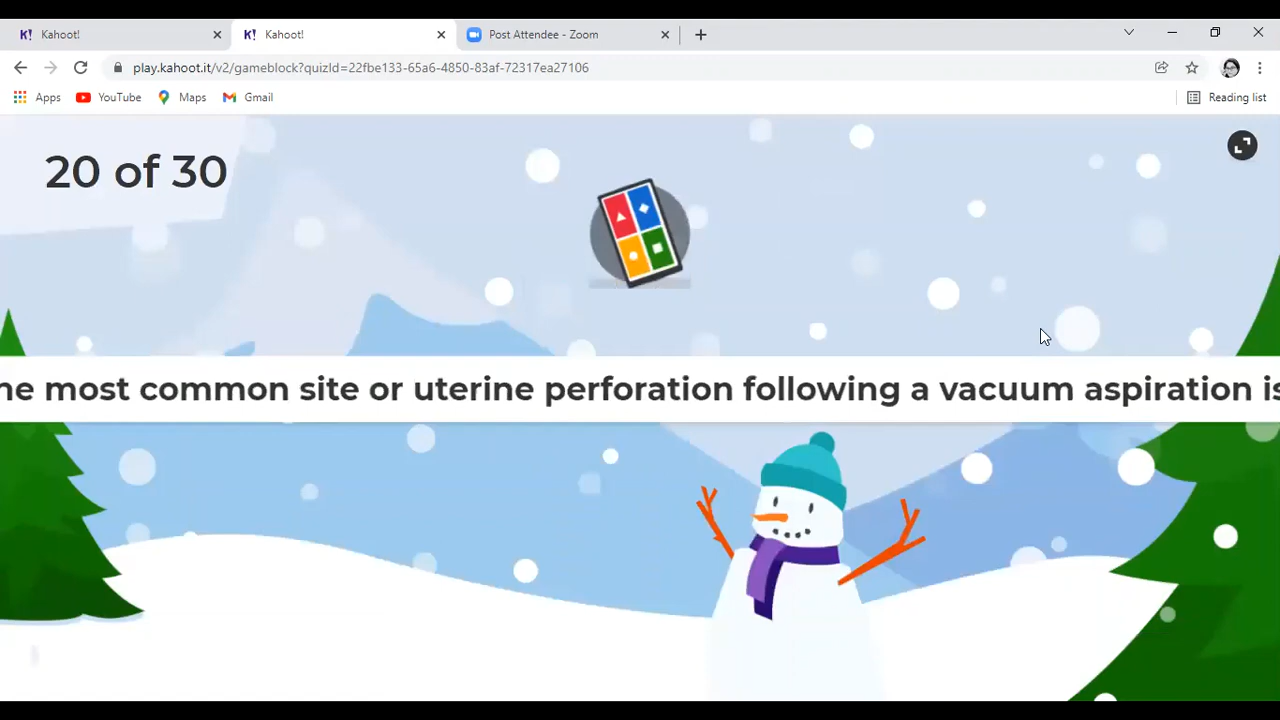 K! Kahoot!
K! Kahoot!
Post Attendee - Zoom
play.kahoot.it/v2/gameblock?quizId=22fbe133-65a6-4850-83af-72317ea27106
Apps YouTube Maps Gmail Reading list
20 of 30
he most common site or uterine perforation following a vacuum aspiration is